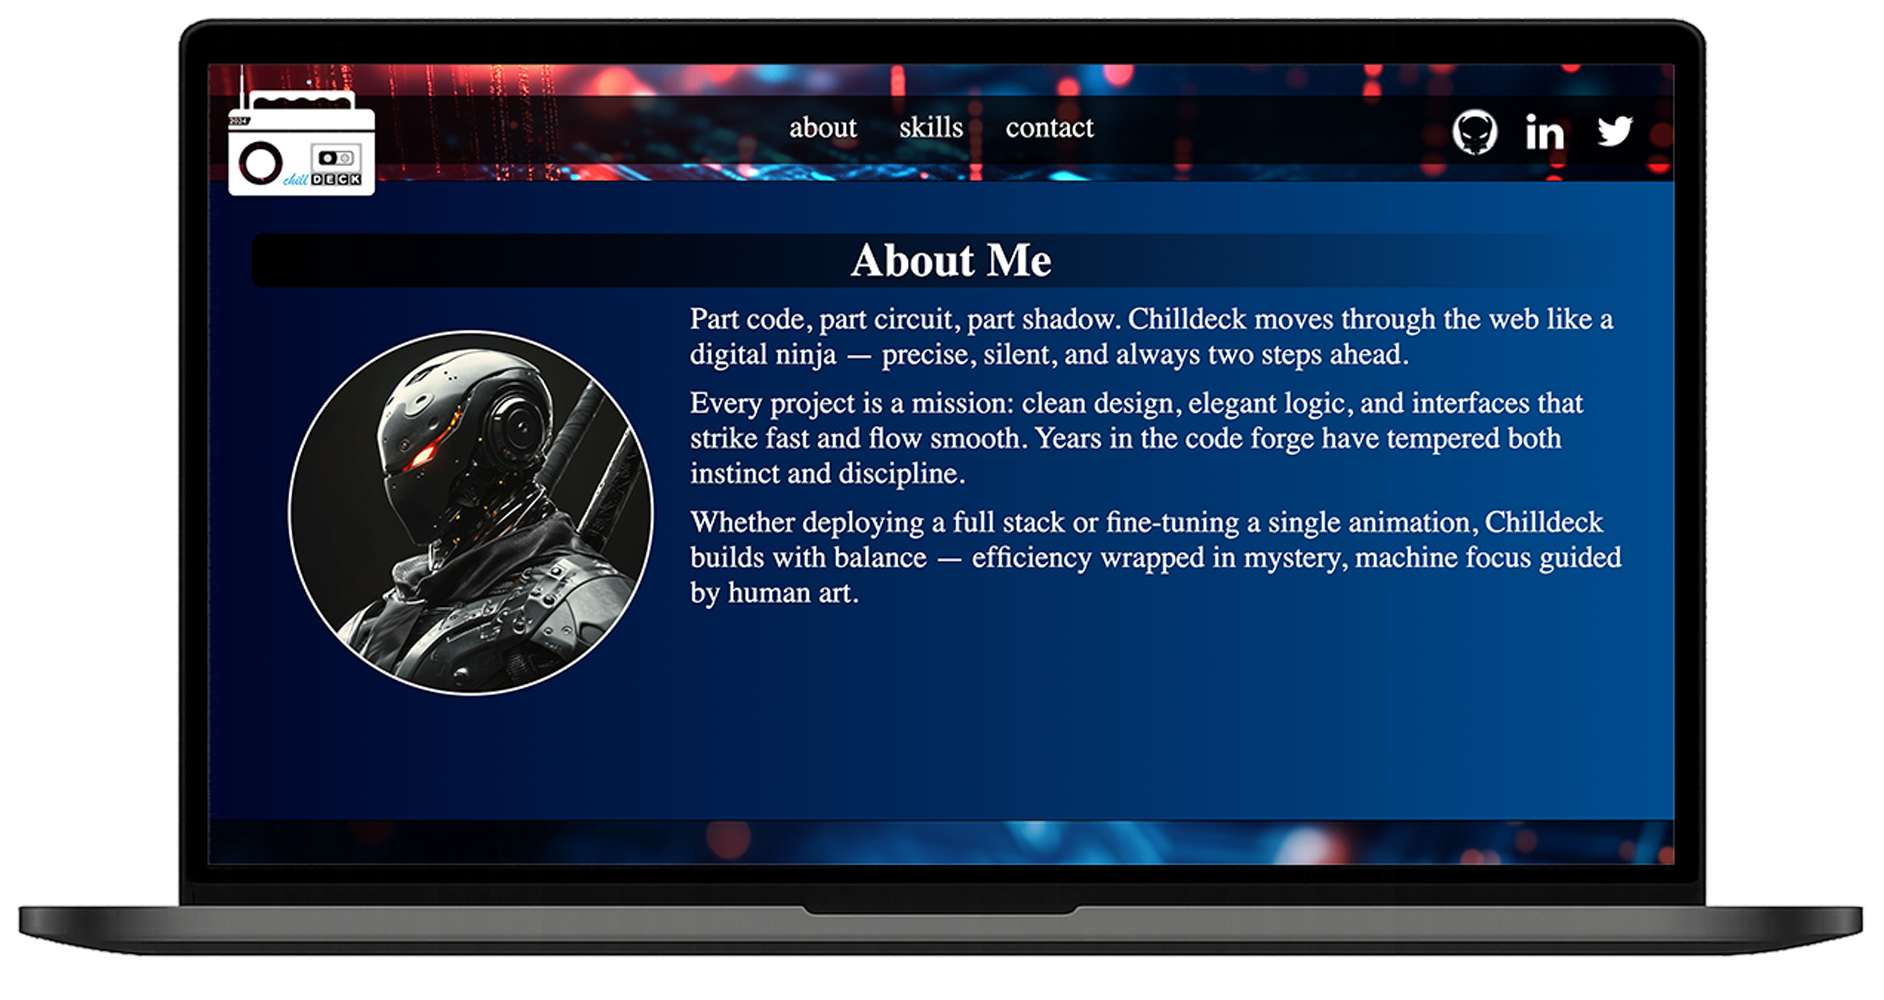 2024
chill DECK
about skills contact
in
About Me
Part code, part circuit, part shadow. Chilldeck moves through the web like a
digital ninja — precise, silent, and always two steps ahead.
Every project is a mission: clean design, elegant logic, and interfaces that
strike fast and flow smooth. Years in the code forge have tempered both
instinct and discipline.
Whether deploying a full stack or fine-tuning a single animation, Chilldeck
builds with balance — efficiency wrapped in mystery, machine focus guided
by human art.